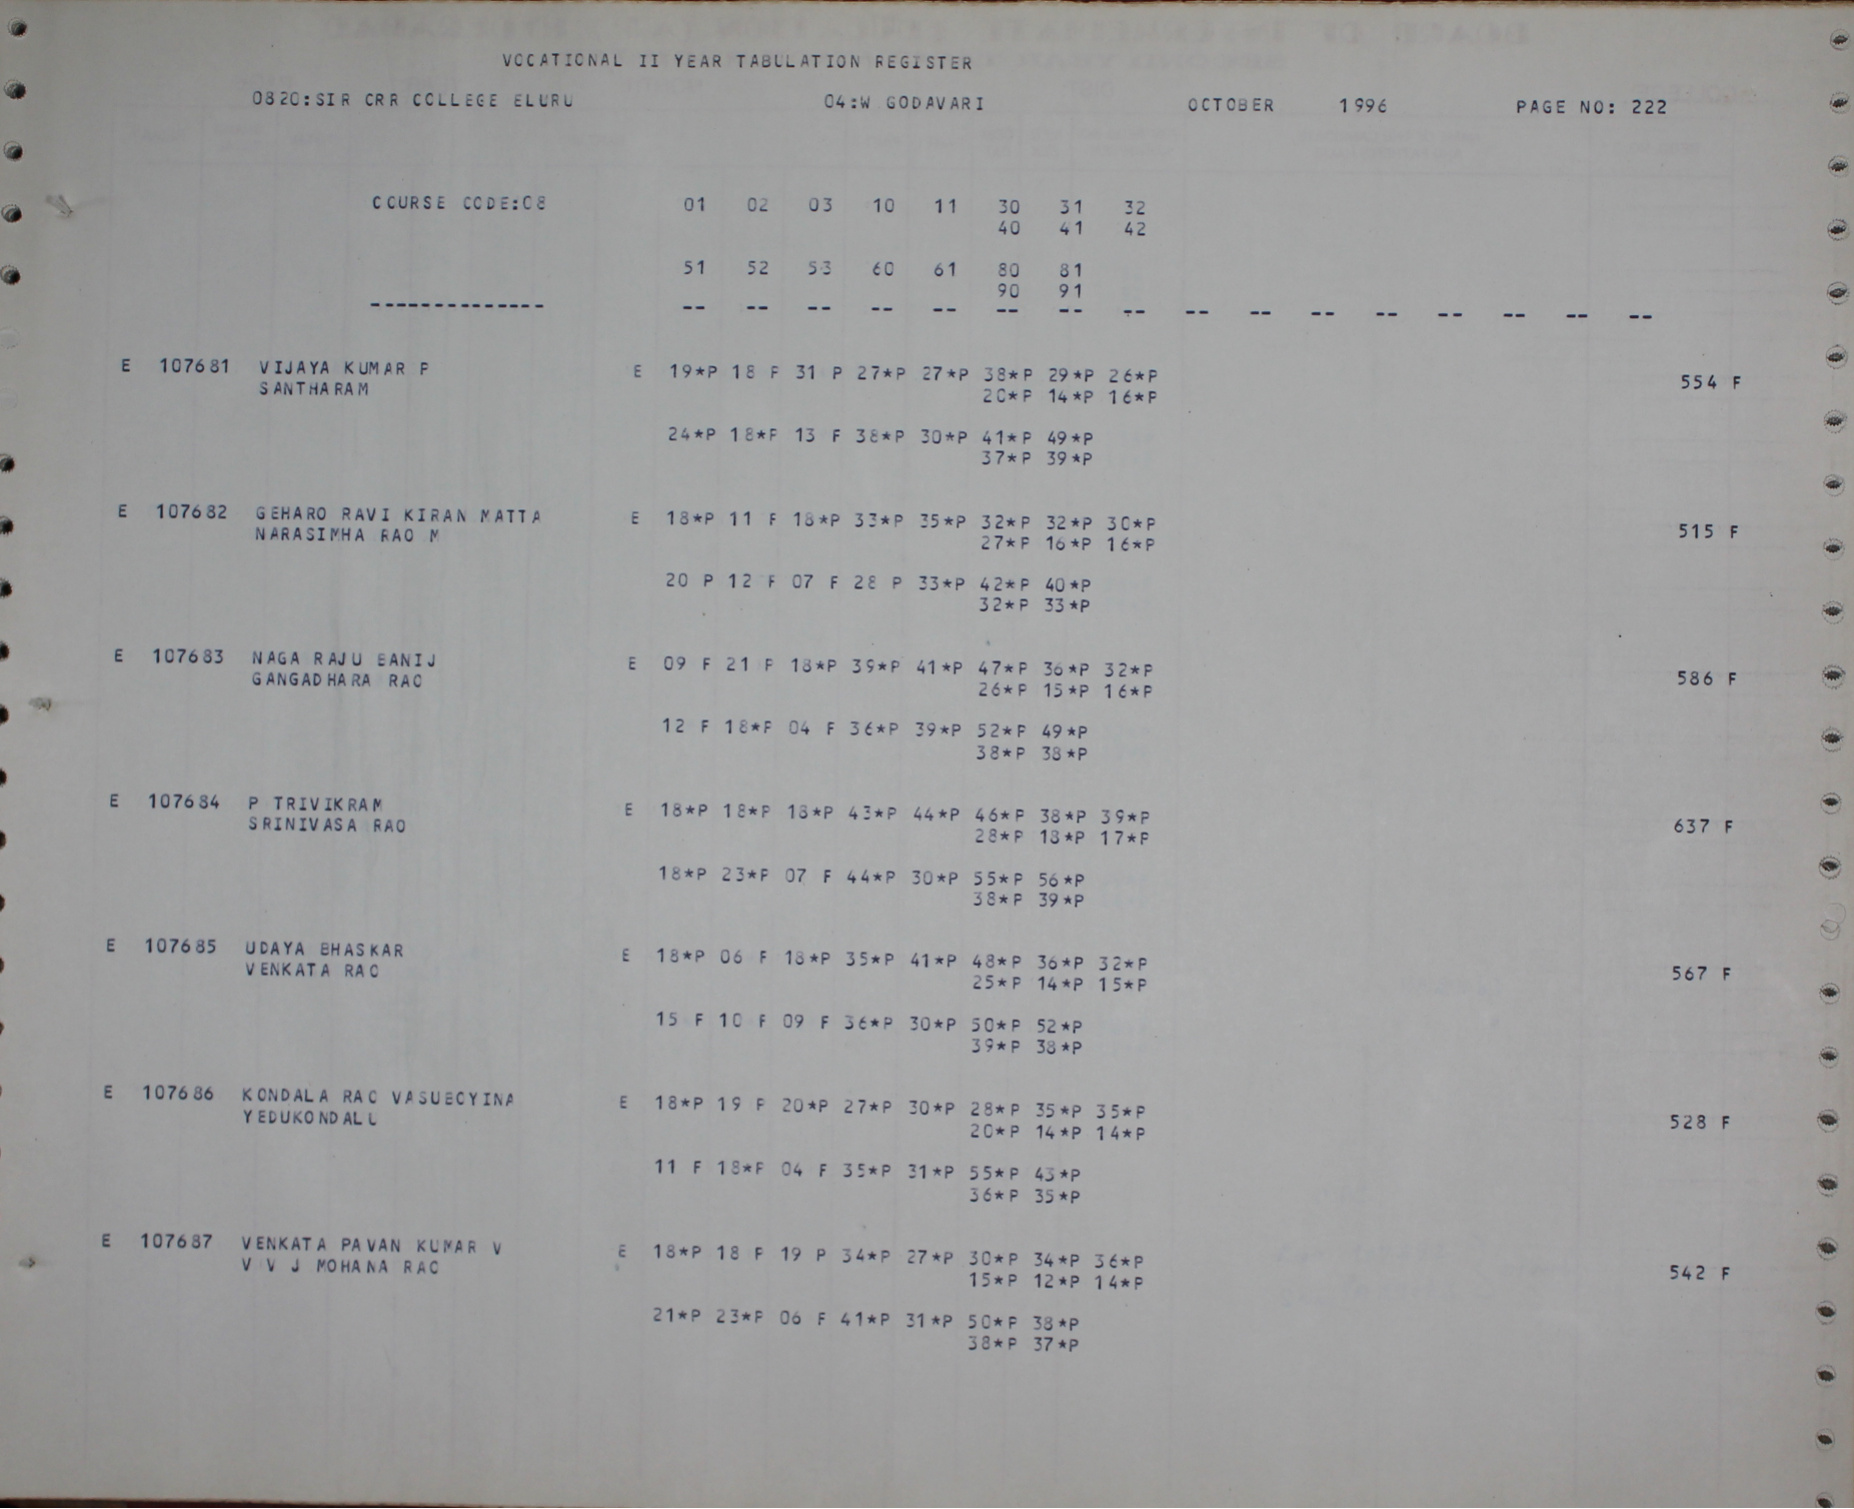 VOCATIONAL II YEAR TABULATION REGISTER
0820:SIR CRR COLLEGE ELURU 04:W GODAVARI OCTOBER 1996 PAGE NO: 222
COURSE CODE:08 01 02 03 10 11 30 31 32
40 41 42
51 52 53 60 61 80 81
90 91
-------------- -- -- -- -- -- -- -- -- -- -- -- -- -- -- -- --
E 107681 VIJAYA KUMAR P E 19*P 18 F 31 P 27*P 27*P 38*P 29*P 26*P
SANTHARAM 20*P 14*P 16*P 554 F
24*P 18*P 13 F 38*P 30*P 41*P 49*P
37*P 39*P
E 107682 GEHARO RAVI KIRAN MATTA E 18*P 11 F 18*P 33*P 35*P 32*P 32*P 30*P
NARASIMHA RAO M 27*P 16*P 16*P 515 F
20 P 12 F 07 F 28 P 33*P 42*P 40*P
32*P 33*P
E 107683 NAGA RAJU BANIJ E 09 F 21 P 18*P 39*P 41*P 47*P 36*P 32*P
GANGADHARA RAO 26*P 15*P 16*P 586 F
12 F 18*P 04 F 36*P 39*P 52*P 49*P
38*P 38*P
E 107684 P TRIVIKRAM E 18*P 18*P 18*P 43*P 44*P 46*P 38*P 39*P
SRINIVASA RAO 28*P 18*P 17*P 637 F
18*P 23*P 07 F 44*P 30*P 55*P 56*P
38*P 39*P
E 107685 UDAYA BHASKAR E 18*P 06 F 18*P 35*P 41*P 48*P 36*P 32*P
VENKATA RAO 25*P 14*P 15*P 567 F
15 F 10 F 09 F 36*P 30*P 50*P 52*P
39*P 38*P
E 107686 KONDALA RAO VASUBOYINA E 18*P 19 F 20*P 27*P 30*P 28*P 35*P 35*P
YEDUKONDALU 20*P 14*P 14*P 528 F
11 F 18*P 04 F 35*P 31*P 55*P 43*P
36*P 35*P
E 107687 VENKATA PAVAN KUMAR V E 18*P 18 P 19 P 34*P 27*P 30*P 34*P 36*P
V V J MOHANA RAO 15*P 12*P 14*P 542 F
21*P 23*P 06 F 41*P 31*P 50*P 38*P
38*P 37*P